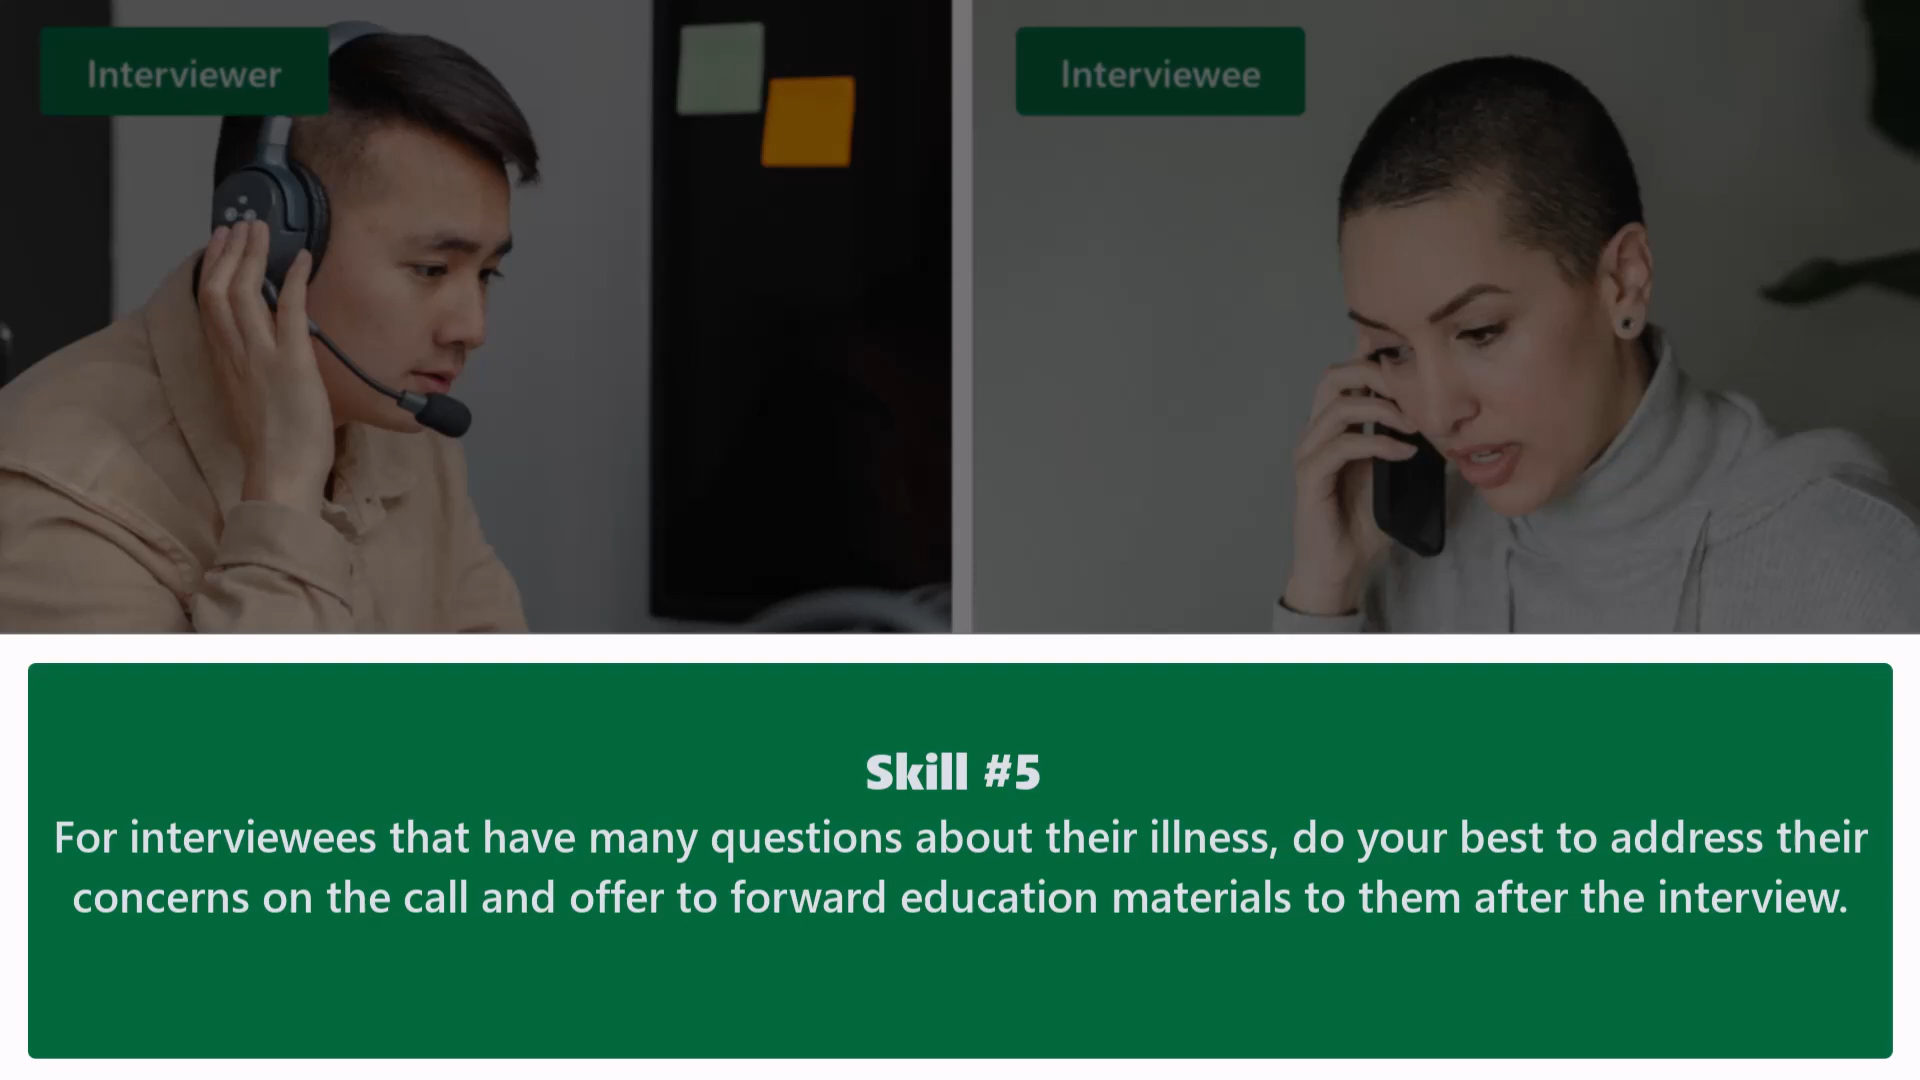 Interviewer
Interviewee
Skill #5
For interviewees that have many questions about their illness, do your best to address their
concerns on the call and offer to forward education materials to them after the interview.